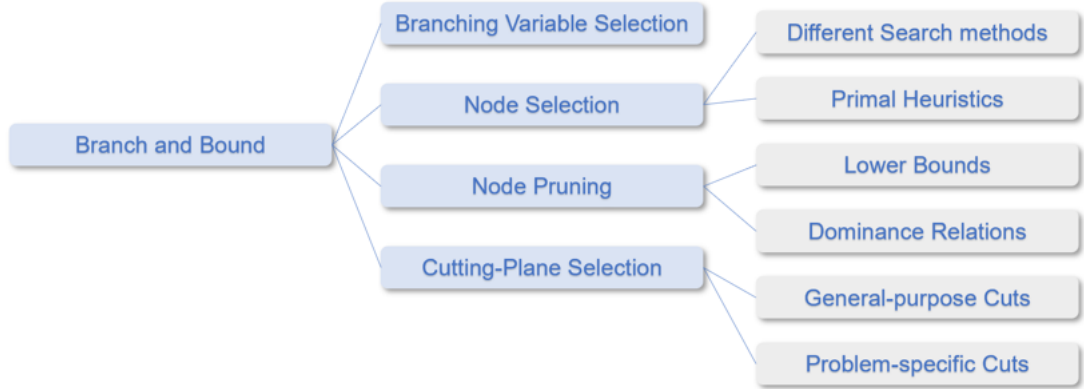 Branch and Bound
Branching Variable Selection
Node Selection
Node Pruning
Cutting-Plane Selection
Different Search methods
Primal Heuristics
Lower Bounds
Dominance Relations
General-purpose Cuts
Problem-specific Cuts